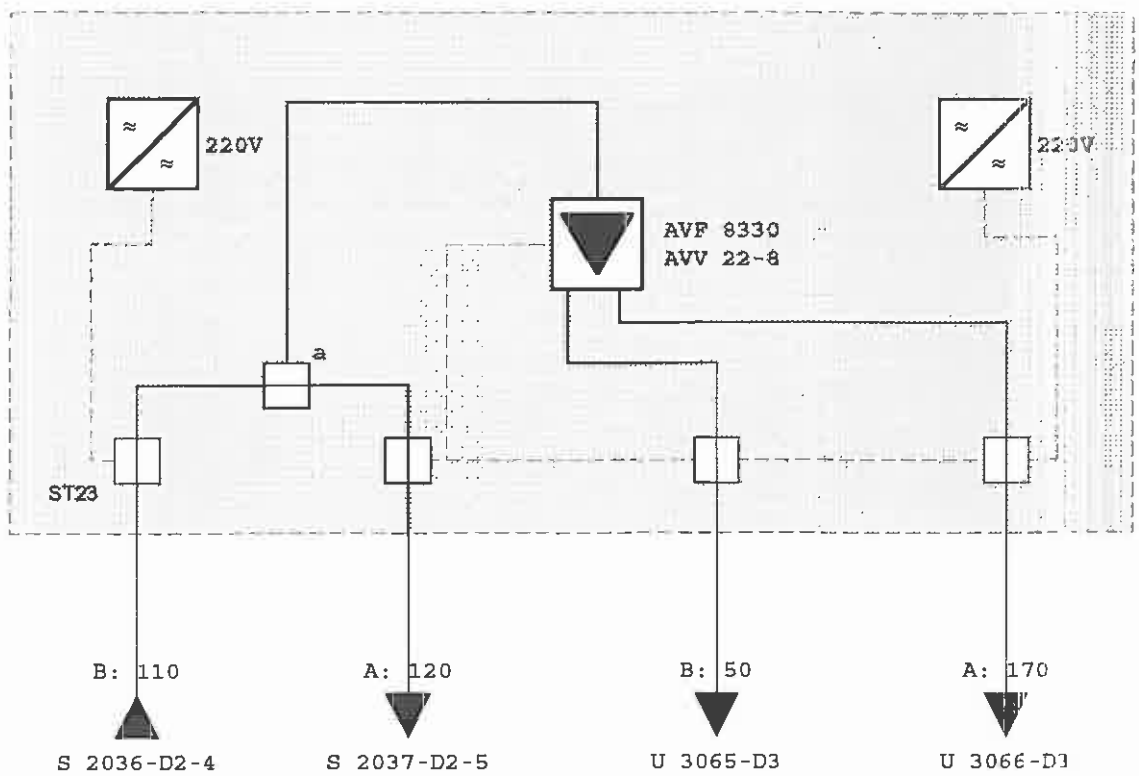 220V
220V
AVF 8330
AVV 22-8
a
ST23
B: 110
A: 120
B: 50
A: 170
S 2036-D2-4
S 2037-D2-5
U 3065-D3
U 3066-D3